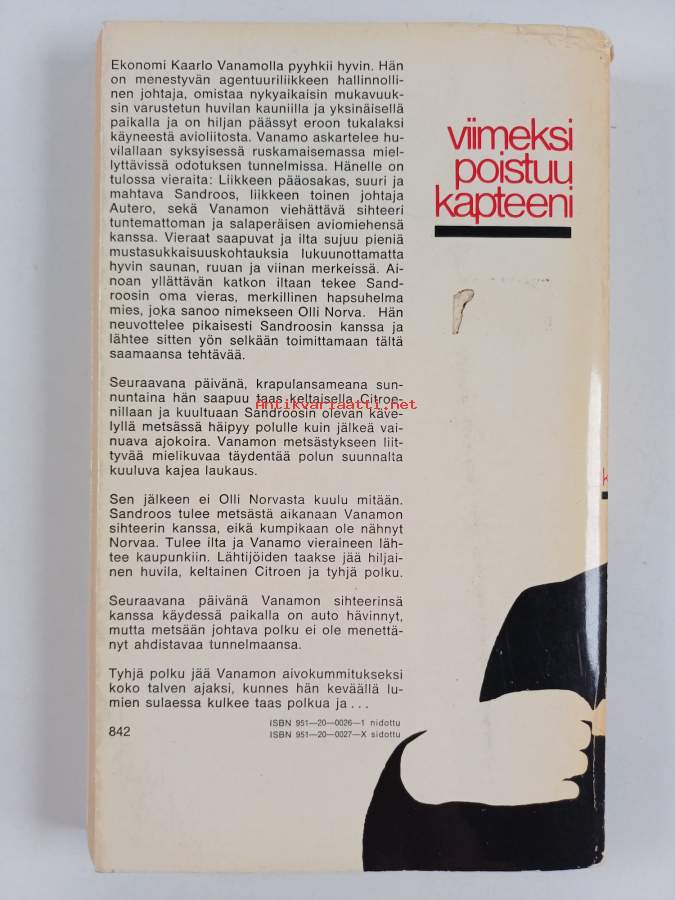 Ekonomi Kaarlo Vanamolla pyyhkii hyvin. Hän
on menestyvän agentuuriliikkeen hallinnolli-
nen johtaja, omistaa nykyaikaisin mukavuuk-
sin varustetun huvilan kauniilla ja yksinäisellä
paikalla ja on hiljan päässyt eroon tukalaksi
käyneestä avioliitosta. Vanamo askartelee hu-
vilallaan syksyisessä ruskamaisemassa miel-
lyttävissä odotuksen tunnelmissa. Hänelle on
tulossa vieraita: Liikkeen pääosakas, suuri ja
mahtava Sandroos, liikkeen toinen johtaja
Autero, sekä Vanamon viehättävä sihteeri
tuntemattoman ja salaperäisen aviomiehensä
kanssa. Vieraat saapuvat ja ilta sujuu pieniä
mustasukkaisuuskohtauksia lukuunottamatta
hyvin saunan, ruuan ja viinan merkeissä. Ai-
noan yllättävän katkon iltaan tekee Sand-
roosin oma vieras, merkillinen hapsuhelma
mies, joka sanoo nimekseen Olli Norva. Hän
neuvottelee pikaisesti Sandroosin kanssa ja
lähtee sitten yön selkään toimittamaan tältä
saamaansa tehtävää.
Seuraavana päivänä, krapulansameana sun-
nuntaina hän saapuu taas keltaisella Citroe-
nillaan ja kuultuaan Sandroosin olevan käve-
lyllä metsässä häipyy polulle kuin jälkeä vai-
nuava ajokoira. Vanamon metsästykseen liit-
tyvää mielikuvaa täydentää polun suunnalta
kuuluva kajea laukaus.
Sen jälkeen ei Olli Norvasta kuulu mitään.
Sandroos tulee metsästä aikanaan Vanamon
sihteerin kanssa, eikä kumpikaan ole nähnyt
Norvaa. Tulee ilta ja Vanamo vieraineen läh-
tee kaupunkiin. Lähtijöiden taakse jää hiljai-
nen huvila, keltainen Citroen ja tyhjä polku.
Seuraavana päivänä Vanamon sihteerinsä
kanssa käydessä paikalla on auto hävinnyt,
mutta metsään johtava polku ei ole menettä-
nyt ahdistavaa tunnelmaansa.
Tyhjä polku jää Vanamon aivokummitukseksi
koko talven ajaksi, kunnes hän keväällä lu-
mien sulaessa kulkee taas polkua ja . . .
ISBN 951—20—0026—1 nidottu
ISBN 951—20—0027—X sidottu
842
viimeksi
poistuu
kapteeni
Antikvariaatti.net
k